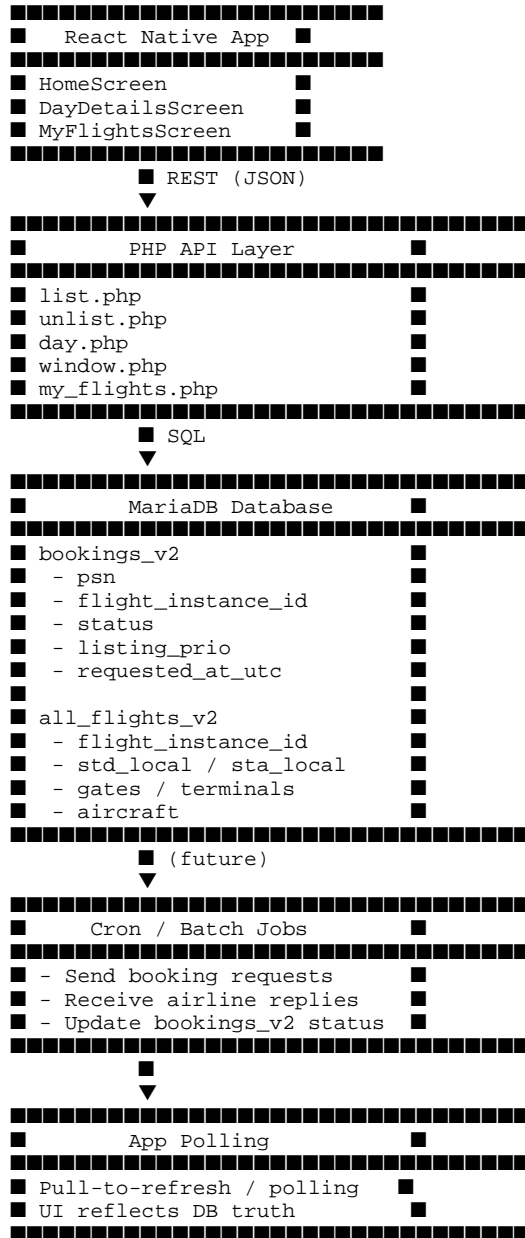 React Native App
HomeScreen
DayDetailsScreen
MyFlightsScreen
REST (JSON)
PHP API Layer
list.php
unlist.php
day.php
window.php
my_flights.php
SQL
MariaDB Database
bookings_v2
- psn
- flight_instance_id
- status
- listing_prio
- requested_at_utc
all_flights_v2
- flight_instance_id
- std_local / sta_local
- gates / terminals
- aircraft
(future)
Cron / Batch Jobs
- Send booking requests
- Receive airline replies
- Update bookings_v2 status
App Polling
Pull-to-refresh / polling
UI reflects DB truth